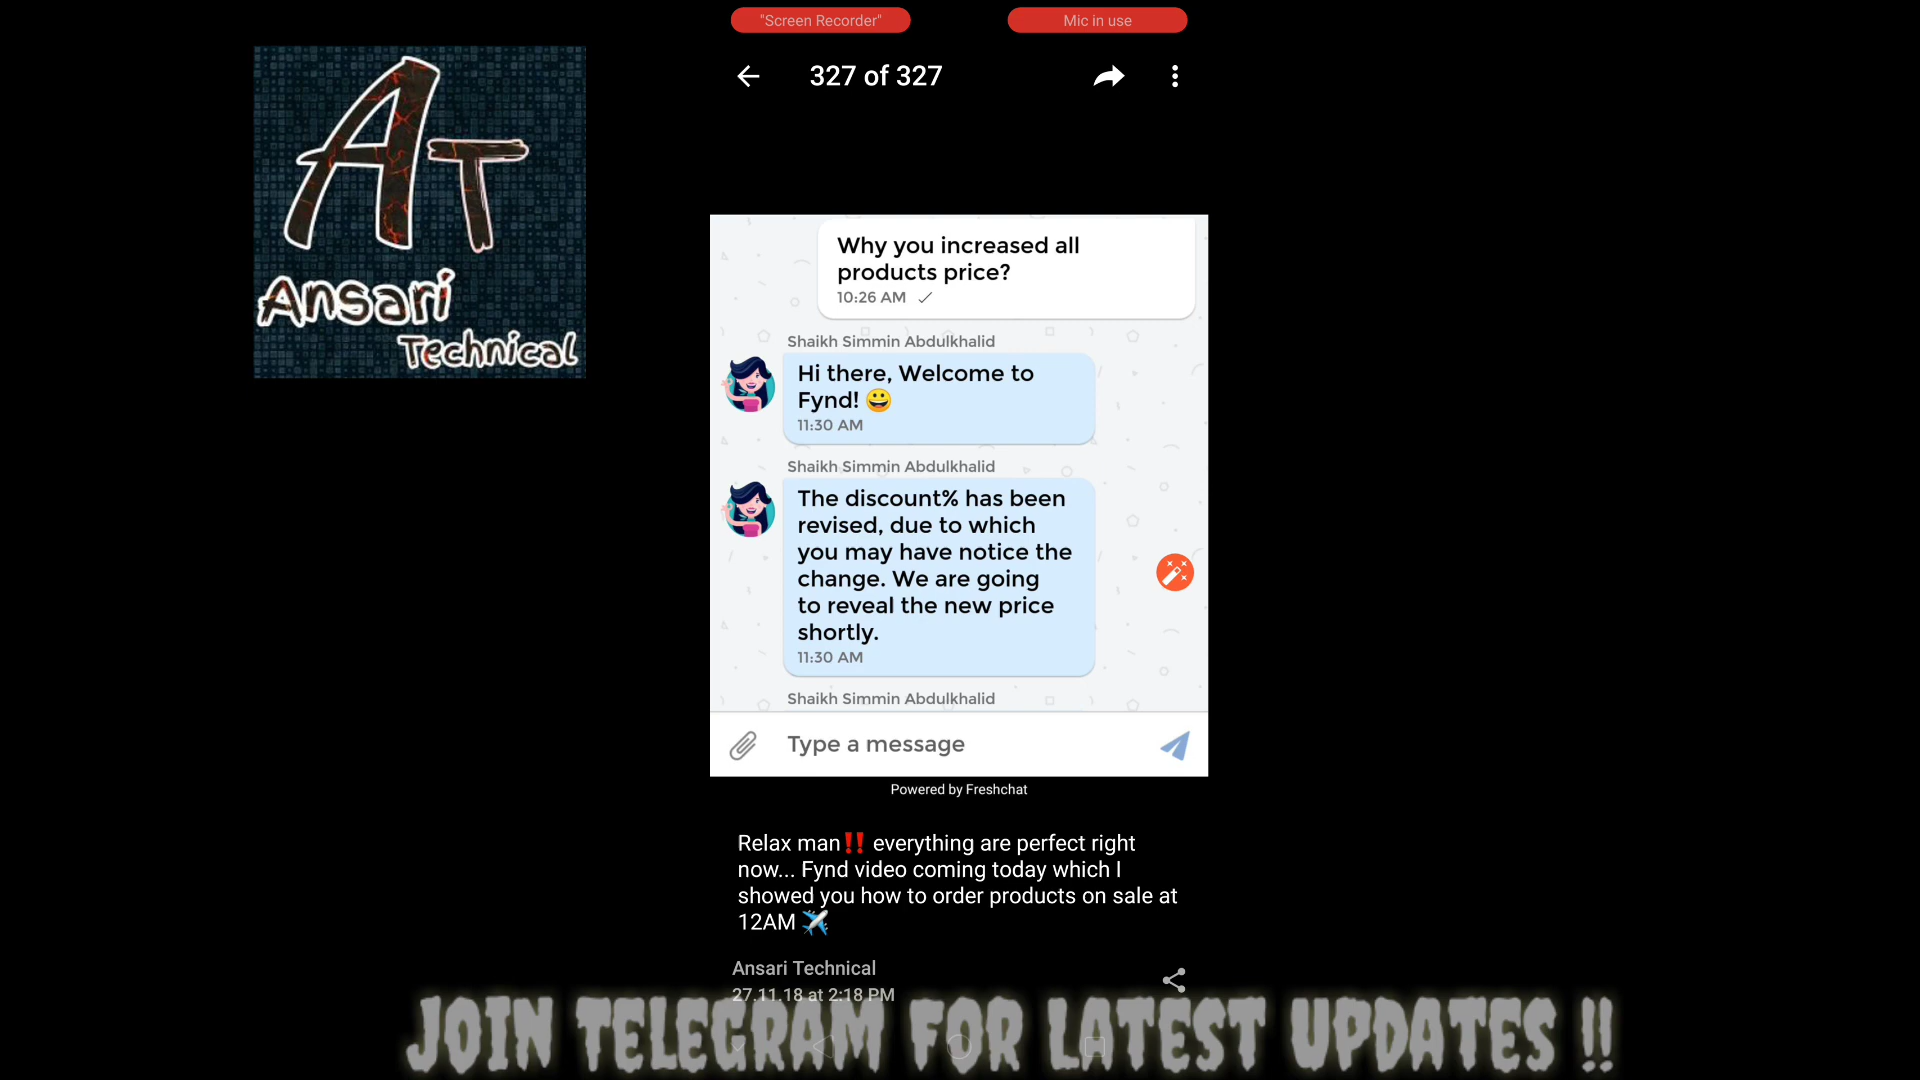 "Screen Recorder"
Mic in use
327 of 327
AT
Ansari
Technical
Why you increased all
products price?
10:26 AM ✓
Shaikh Simmin Abdulkhalid
Hi there, Welcome to
Fynd! 😀
11:30 AM
Shaikh Simmin Abdulkhalid
The discount% has been
revised, due to which
you may have notice the
change. We are going
to reveal the new price
shortly.
11:30 AM
Shaikh Simmin Abdulkhalid
Type a message
Powered by Freshchat
Relax man‼️ everything are perfect right
now... Fynd video coming today which I
showed you how to order products on sale at
12AM ✈️
Ansari Technical
27.11.18 at 2:18 PM
JOIN TELEGRAM FOR LATEST UPDATES !!